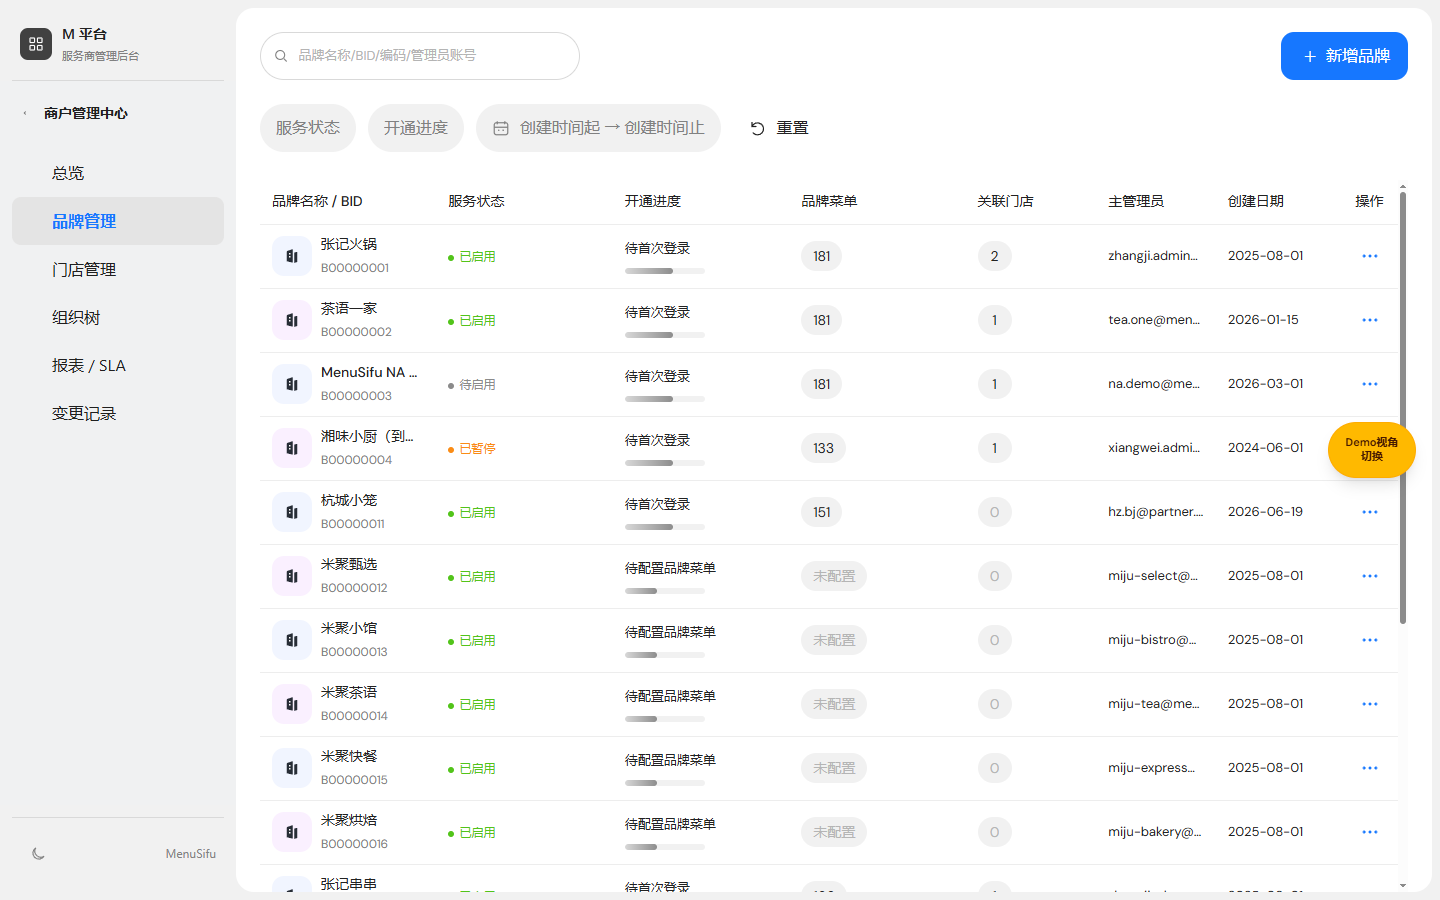 M 平台
服务商管理后台
商户管理中心
总览
品牌管理
门店管理
组织树
报表 / SLA
变更记录
MenuSifu
品牌名称/BID/编码/管理员账号
新增品牌
服务状态
开通进度
创建时间起 → 创建时间止
重置
品牌名称 / BID 服务状态 开通进度 品牌菜单 关联门店 主管理员 创建日期 操作
张记火锅
B00000001
已启用
待首次登录
181
2
zhangji.admin...
2025-08-01
茶语一家
B00000002
已启用
待首次登录
181
1
tea.one@men...
2026-01-15
MenuSifu NA ...
B00000003
待启用
待首次登录
181
1
na.demo@me...
2026-03-01
湘味小厨（到...
B00000004
已暂停
待首次登录
133
1
xiangwei.admi...
2024-06-01
Demo视角
切换
杭城小笼
B00000011
已启用
待首次登录
151
0
hz.bj@partner....
2026-06-19
米聚甄选
B00000012
已启用
待配置品牌菜单
未配置
0
miju-select@...
2025-08-01
米聚小馆
B00000013
已启用
待配置品牌菜单
未配置
0
miju-bistro@...
2025-08-01
米聚茶语
B00000014
已启用
待配置品牌菜单
未配置
0
miju-tea@me...
2025-08-01
米聚快餐
B00000015
已启用
待配置品牌菜单
未配置
0
miju-express...
2025-08-01
米聚烘焙
B00000016
已启用
待配置品牌菜单
未配置
0
miju-bakery@...
2025-08-01
张记串串
待首次登录